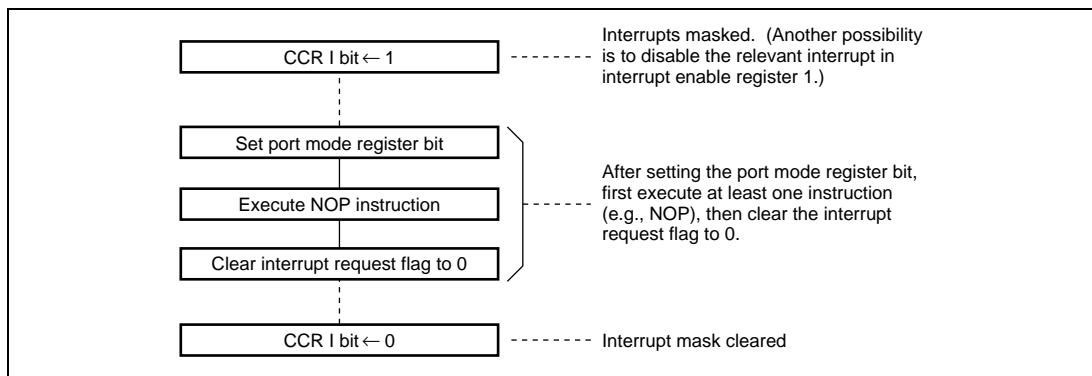 CCR I bit ← 1
Interrupts masked. (Another possibility
is to disable the relevant interrupt in
interrupt enable register 1.)
Set port mode register bit
Execute NOP instruction
Clear interrupt request flag to 0
After setting the port mode register bit,
first execute at least one instruction
(e.g., NOP), then clear the interrupt
request flag to 0.
CCR I bit ← 0
Interrupt mask cleared